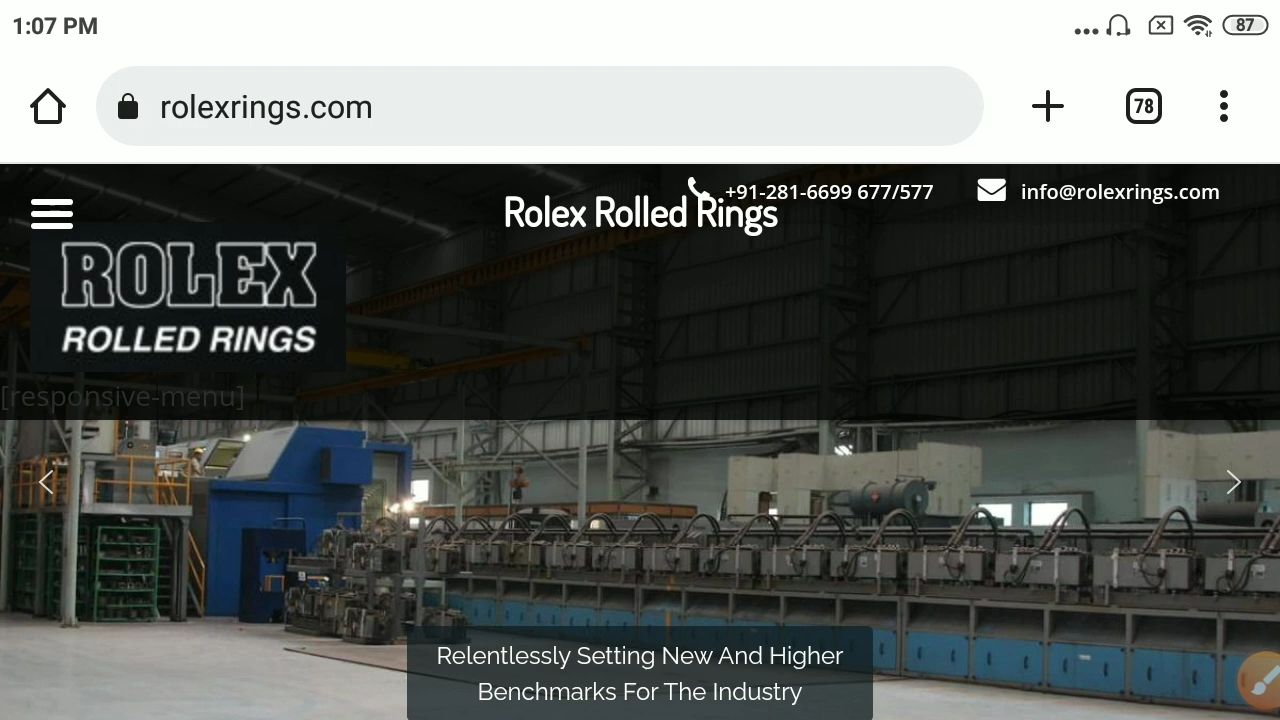 1:07 PM
87
rolexrings.com
78
+91-281-6699 677/577
info@rolexrings.com
Rolex Rolled Rings
ROLEX
ROLLED RINGS
[responsive-menu]
Relentlessly Setting New And Higher
Benchmarks For The Industry